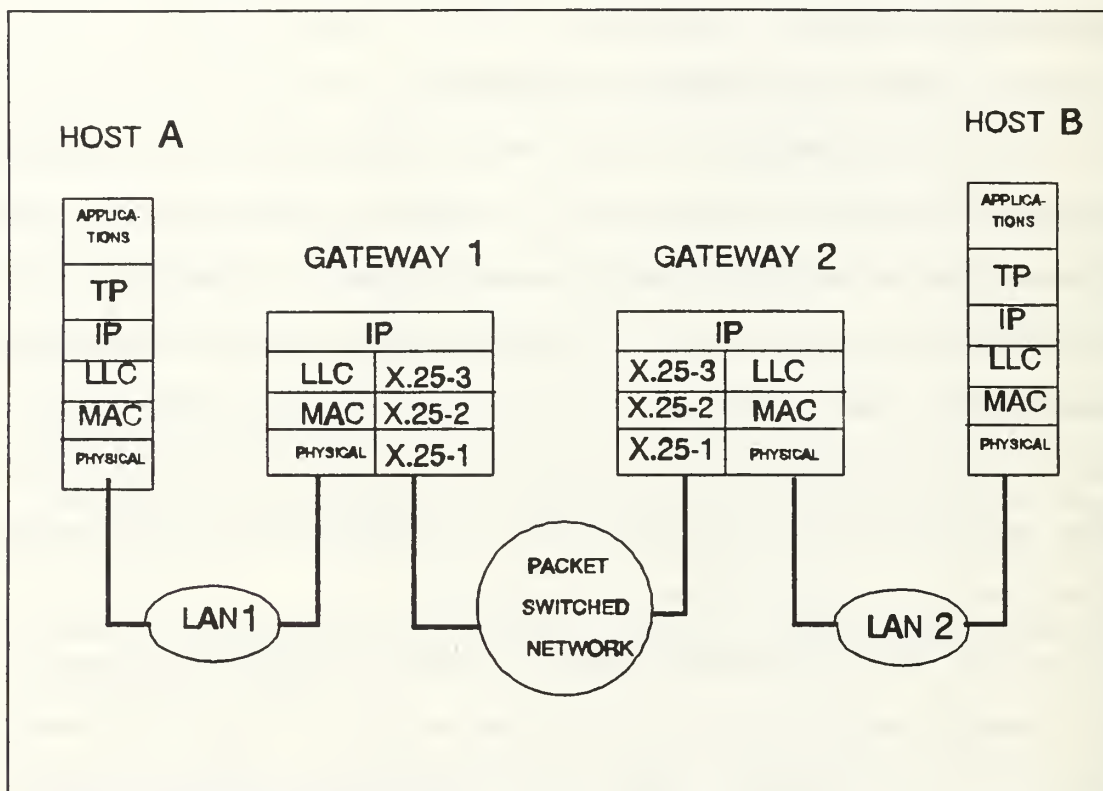 HOST A
HOST B
APPLICA-
TIONS
TP
IP
LLC
MAC
PHYSICAL
GATEWAY 1
IP
LLC X.25-3
MAC X.25-2
PHYSICAL X.25-1
GATEWAY 2
IP
X.25-3 LLC
X.25-2 MAC
X.25-1 PHYSICAL
APPLICA-
TIONS
TP
IP
LLC
MAC
PHYSICAL
LAN 1
PACKET
SWITCHED
NETWORK
LAN 2